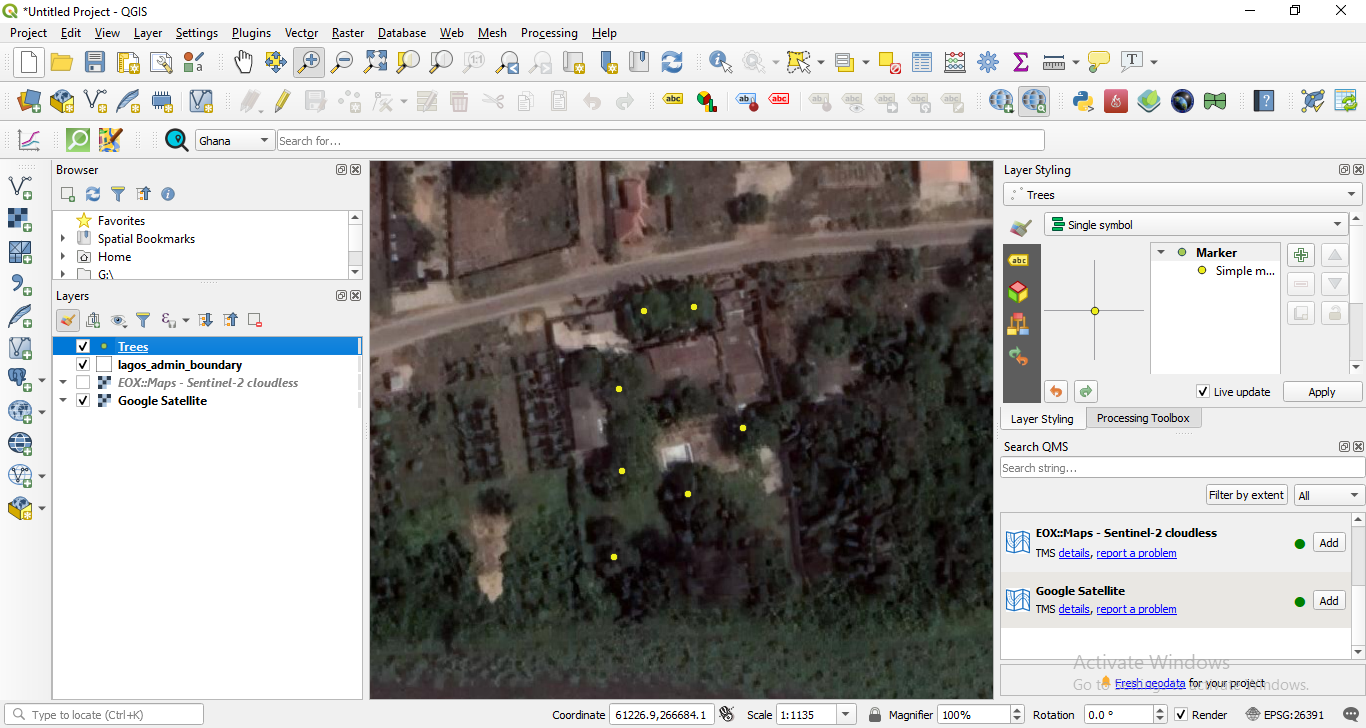 *Untitled Project - QGIS
Project Edit View Layer Settings Plugins Vector Raster Database Web Mesh Processing Help
Ghana Search for...
Browser
Favorites
Spatial Bookmarks
Home
G:\
Layers
Trees
lagos_admin_boundary
EOX::Maps - Sentinel-2 cloudless
Google Satellite
Layer Styling
Trees
Single symbol
abc
Marker
Simple m...
Live update Apply
Layer Styling Processing Toolbox
Search QMS
Search string...
Filter by extent All
EOX::Maps - Sentinel-2 cloudless
TMS details, report a problem
Add
Google Satellite
TMS details, report a problem
Add
Activate Windows
Fresh geodata for your project
Type to locate (Ctrl+K) Coordinate 61226.9,266684.1 Scale 1:1135 Magnifier 100% Rotation 0.0 ° Render EPSG:26391